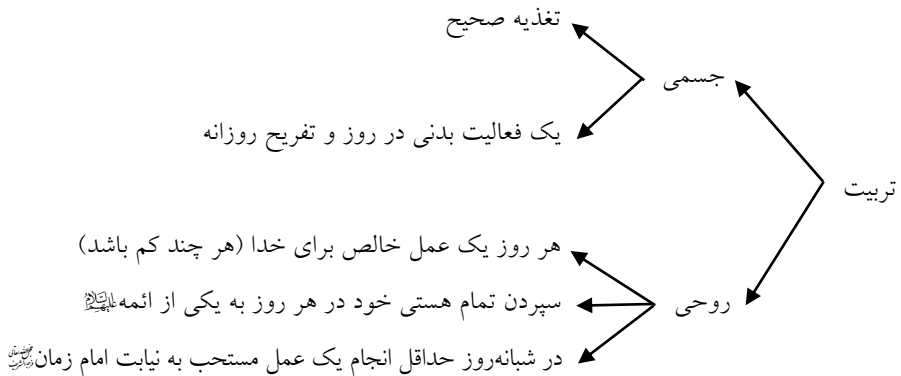 تربیت
جسمی
تغذیه صحیح
یک فعالیت بدنی در روز و تفریح روزانه
روحی
هر روز یک عمل خالص برای خدا (هر چند کم باشد)
سپردن تمام هستی خود در هر روز به یکی از ائمه علیهم‌السلام
در شبانه‌روز حداقل انجام یک عمل مستحب به نیابت امام زمان